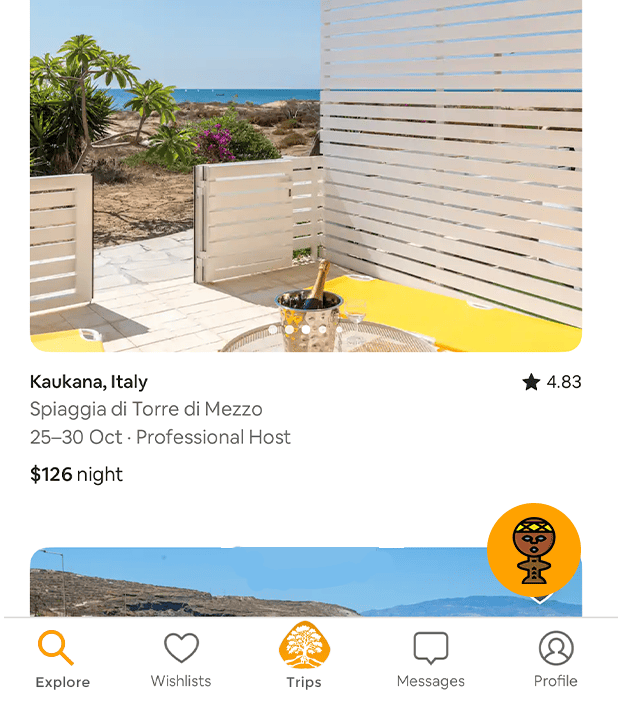 Kaukana, Italy
4.83
Spiaggia di Torre di Mezzo
25–30 Oct · Professional Host
$126 night
Explore
Wishlists
Trips
Messages
Profile